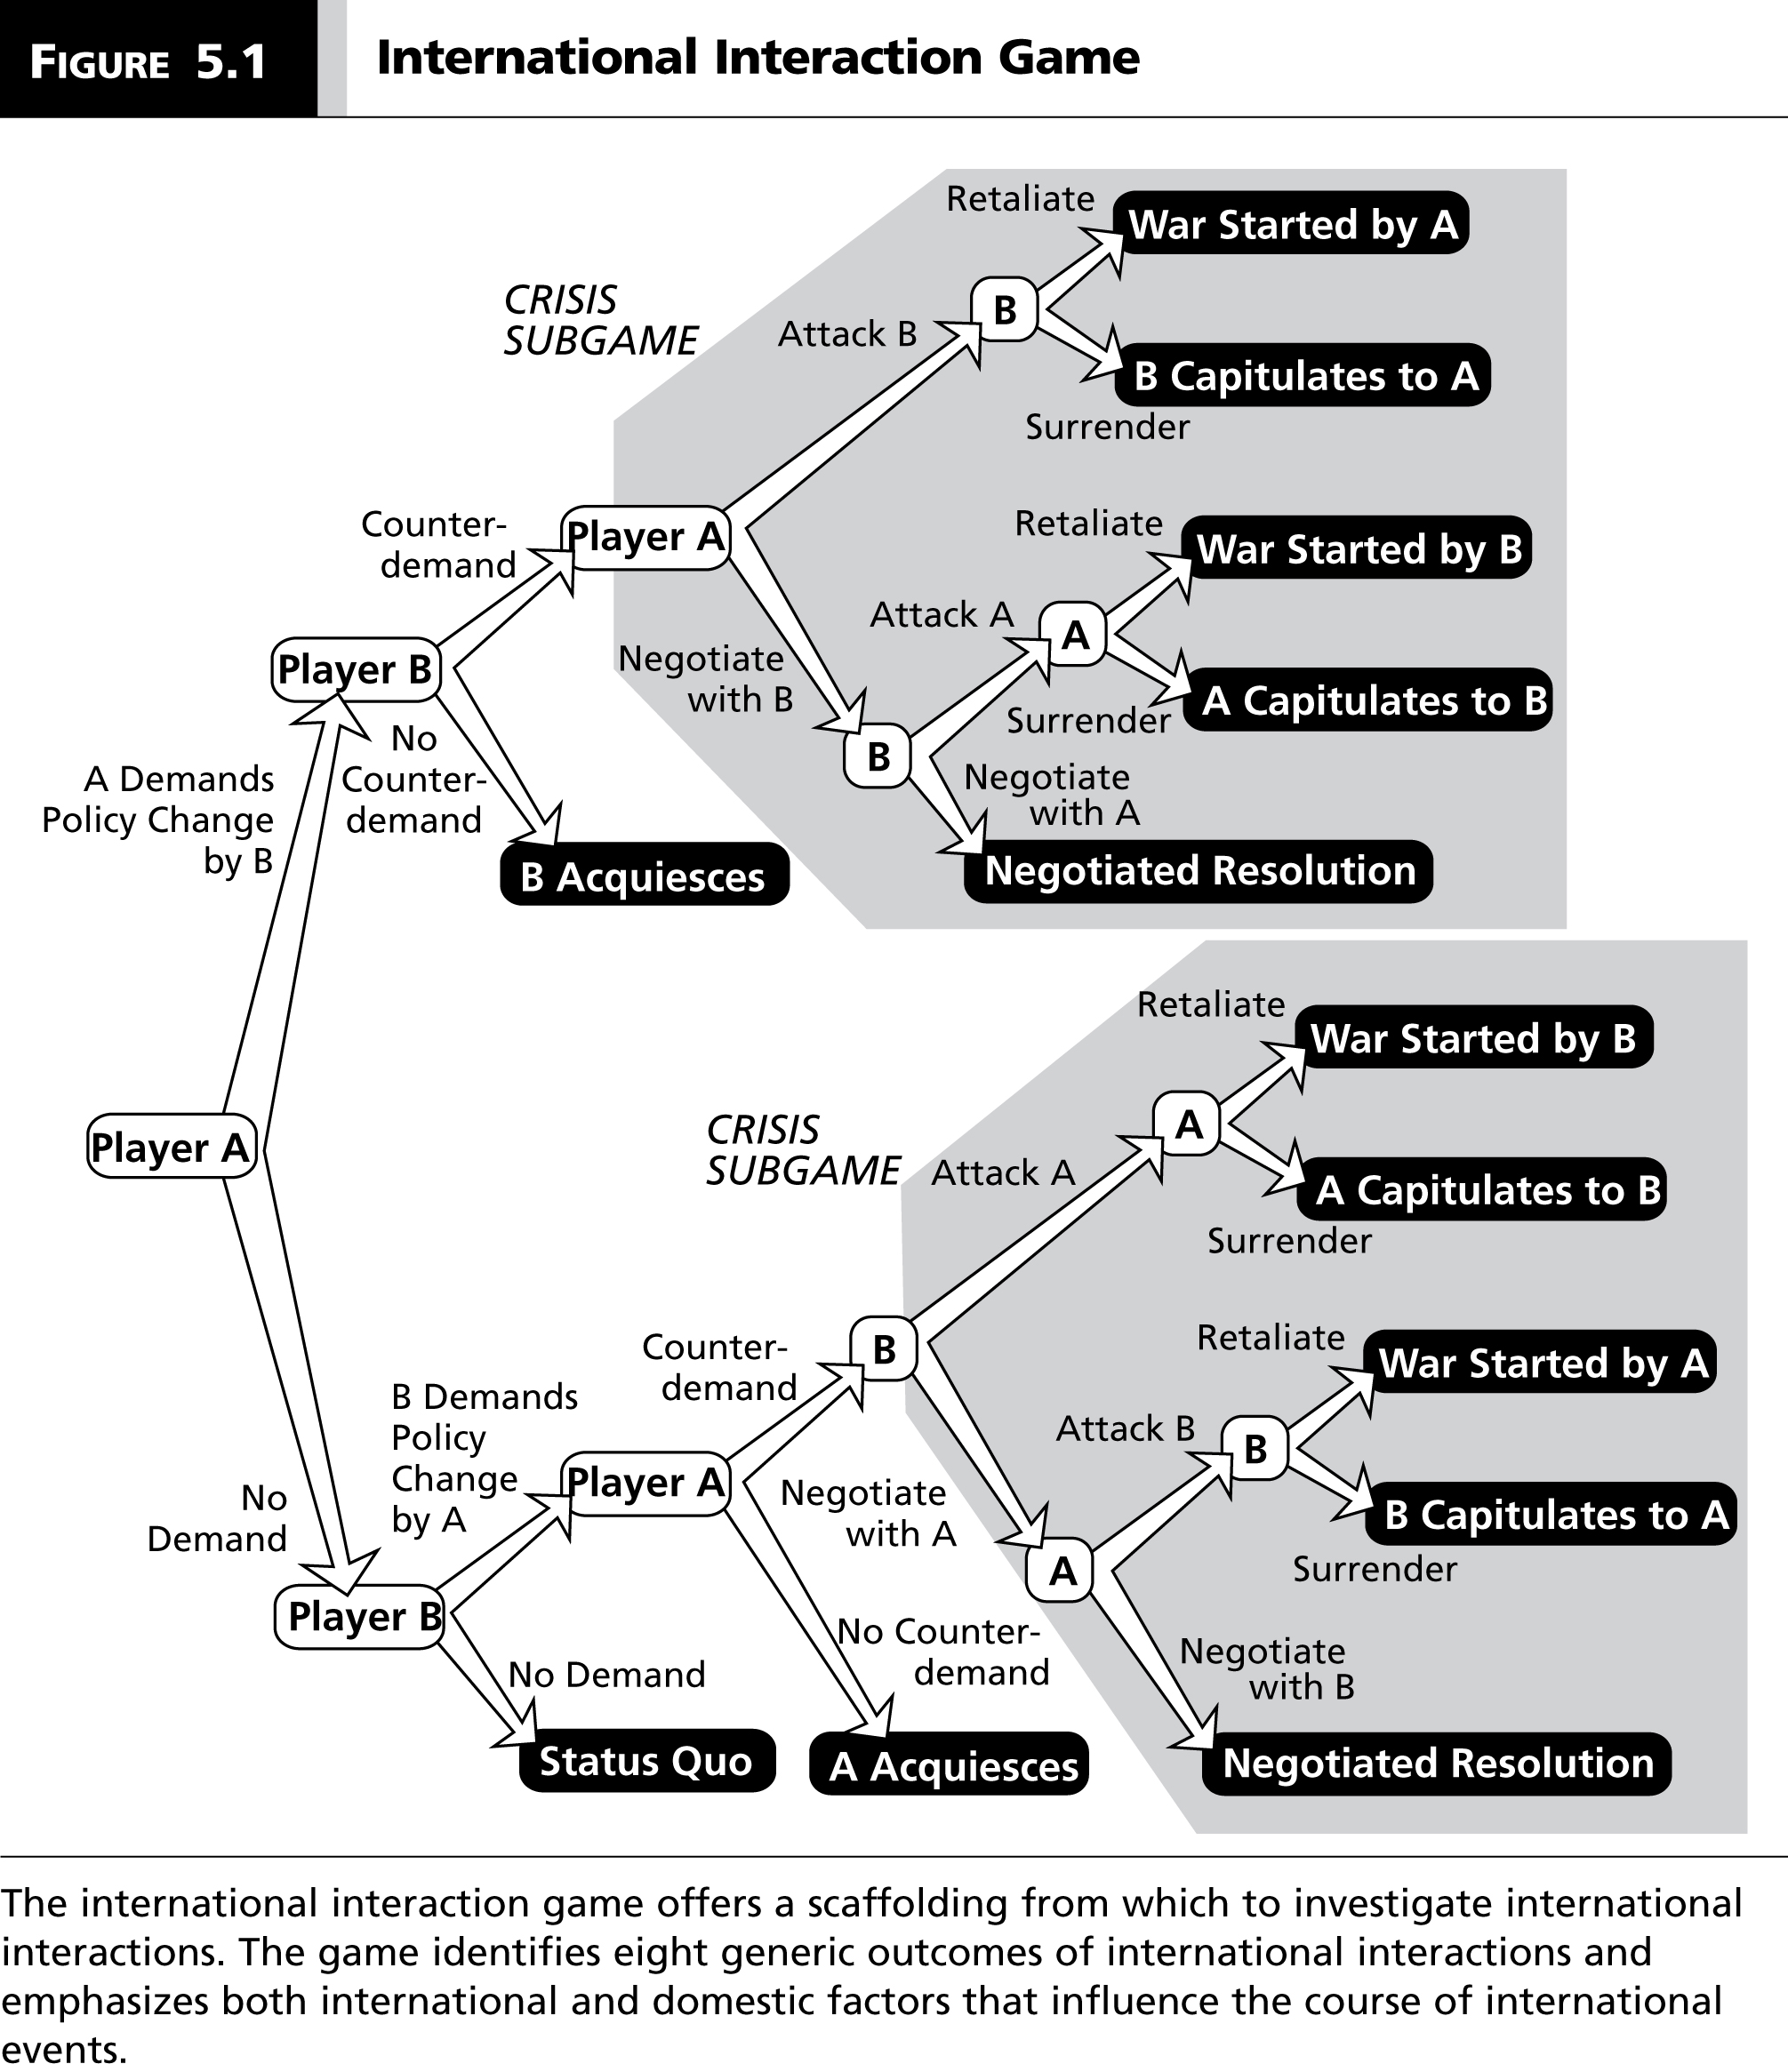 FIGURE 5.1
International Interaction Game
Retaliate
War Started by A
CRISIS
SUBGAME
Attack B
B
B Capitulates to A
Surrender
Counter-
demand
Player A
Retaliate
War Started by B
Attack A
A
Negotiate
with B
Player B
A Capitulates to B
Surrender
B
No
Counter-
demand
A Demands
Policy Change
by B
Negotiate
with A
B Acquiesces
Negotiated Resolution
Retaliate
War Started by B
CRISIS
SUBGAME
Attack A
A
Player A
A Capitulates to B
Surrender
Counter-
demand
B
Retaliate
War Started by A
B Demands
Policy
Change
by A
Attack B
B
Player A
Negotiate
with A
B Capitulates to A
Surrender
No
Demand
A
Player B
No Counter-
demand
Negotiate
with B
No Demand
Status Quo
A Acquiesces
Negotiated Resolution
The international interaction game offers a scaffolding from which to investigate international
interactions. The game identifies eight generic outcomes of international interactions and
emphasizes both international and domestic factors that influence the course of international
events.